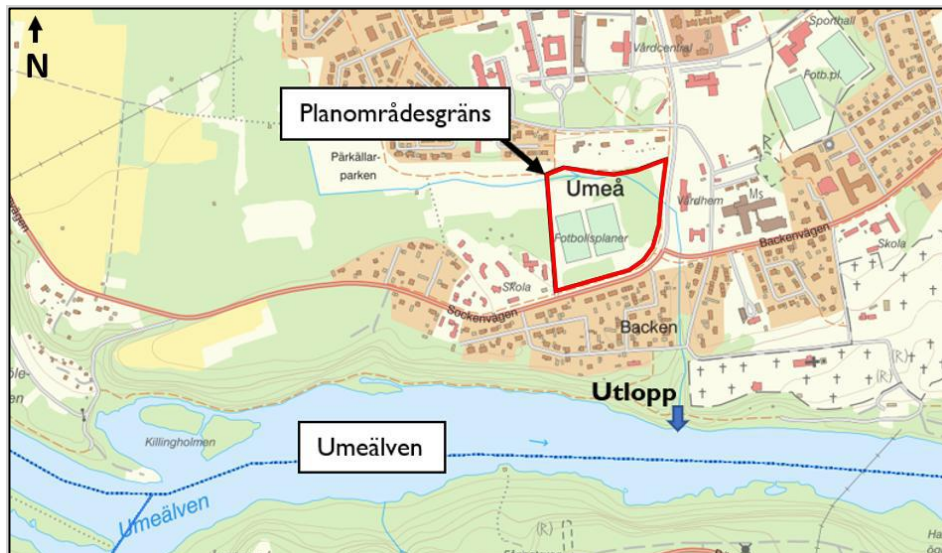 N
Sporthall
Vårdcentral
Fotb.pl.
Planområdesgräns
Pärkällar-
parken
Umeå
Vårdhem
Ms
Fotbollsplaner
Backenvägen
Skola
Skola
Sockenvägen
Backen
(R)
(R)
Utlopp
Killingholmen
Umeälven
Umeälven
(R)